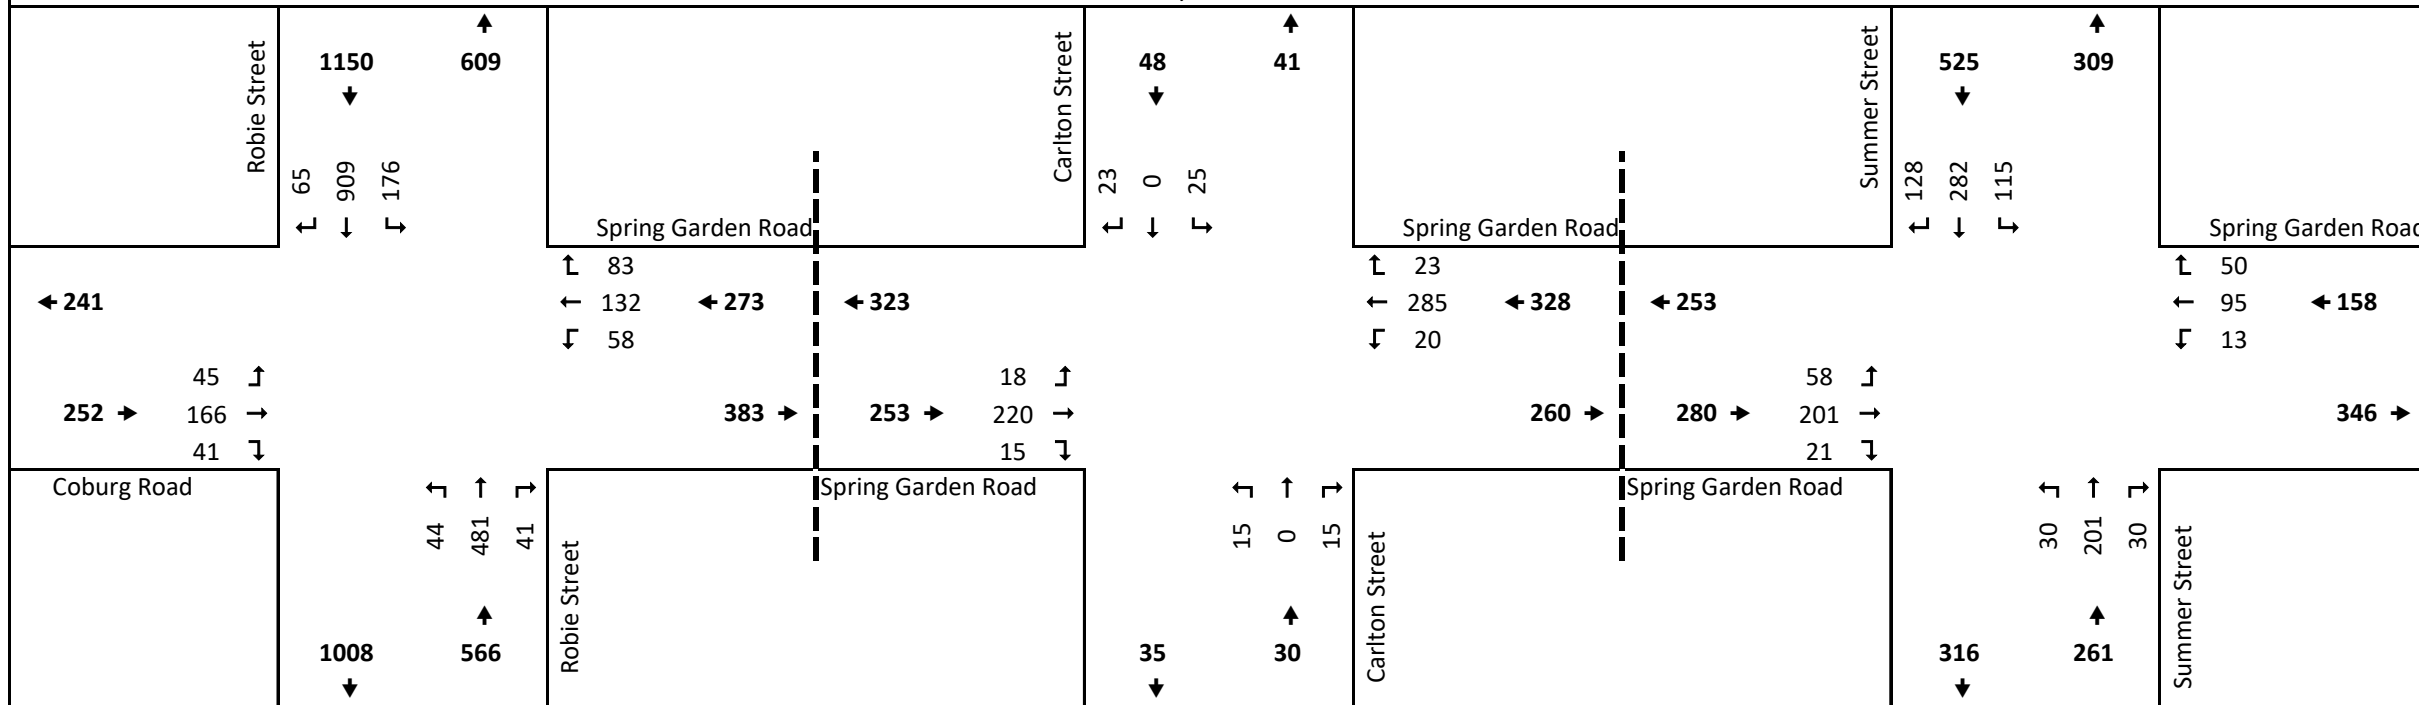 Robie Street
1150 609
Carlton Street
48 41
Summer Street
525 309
65 909 176
23 0 25
128 282 115
Spring Garden Road
Spring Garden Road
Spring Garden Road
83
23
50
241
132 273
323
285 328
253
95 158
58
20
13
45
18
58
252 166
383
253 220
260
280 201
346
41
15
21
Coburg Road
Spring Garden Road
Spring Garden Road
44 481 41
15 0 15
30 201 30
Robie Street
Carlton Street
Summer Street
1008 566
35 30
316 261